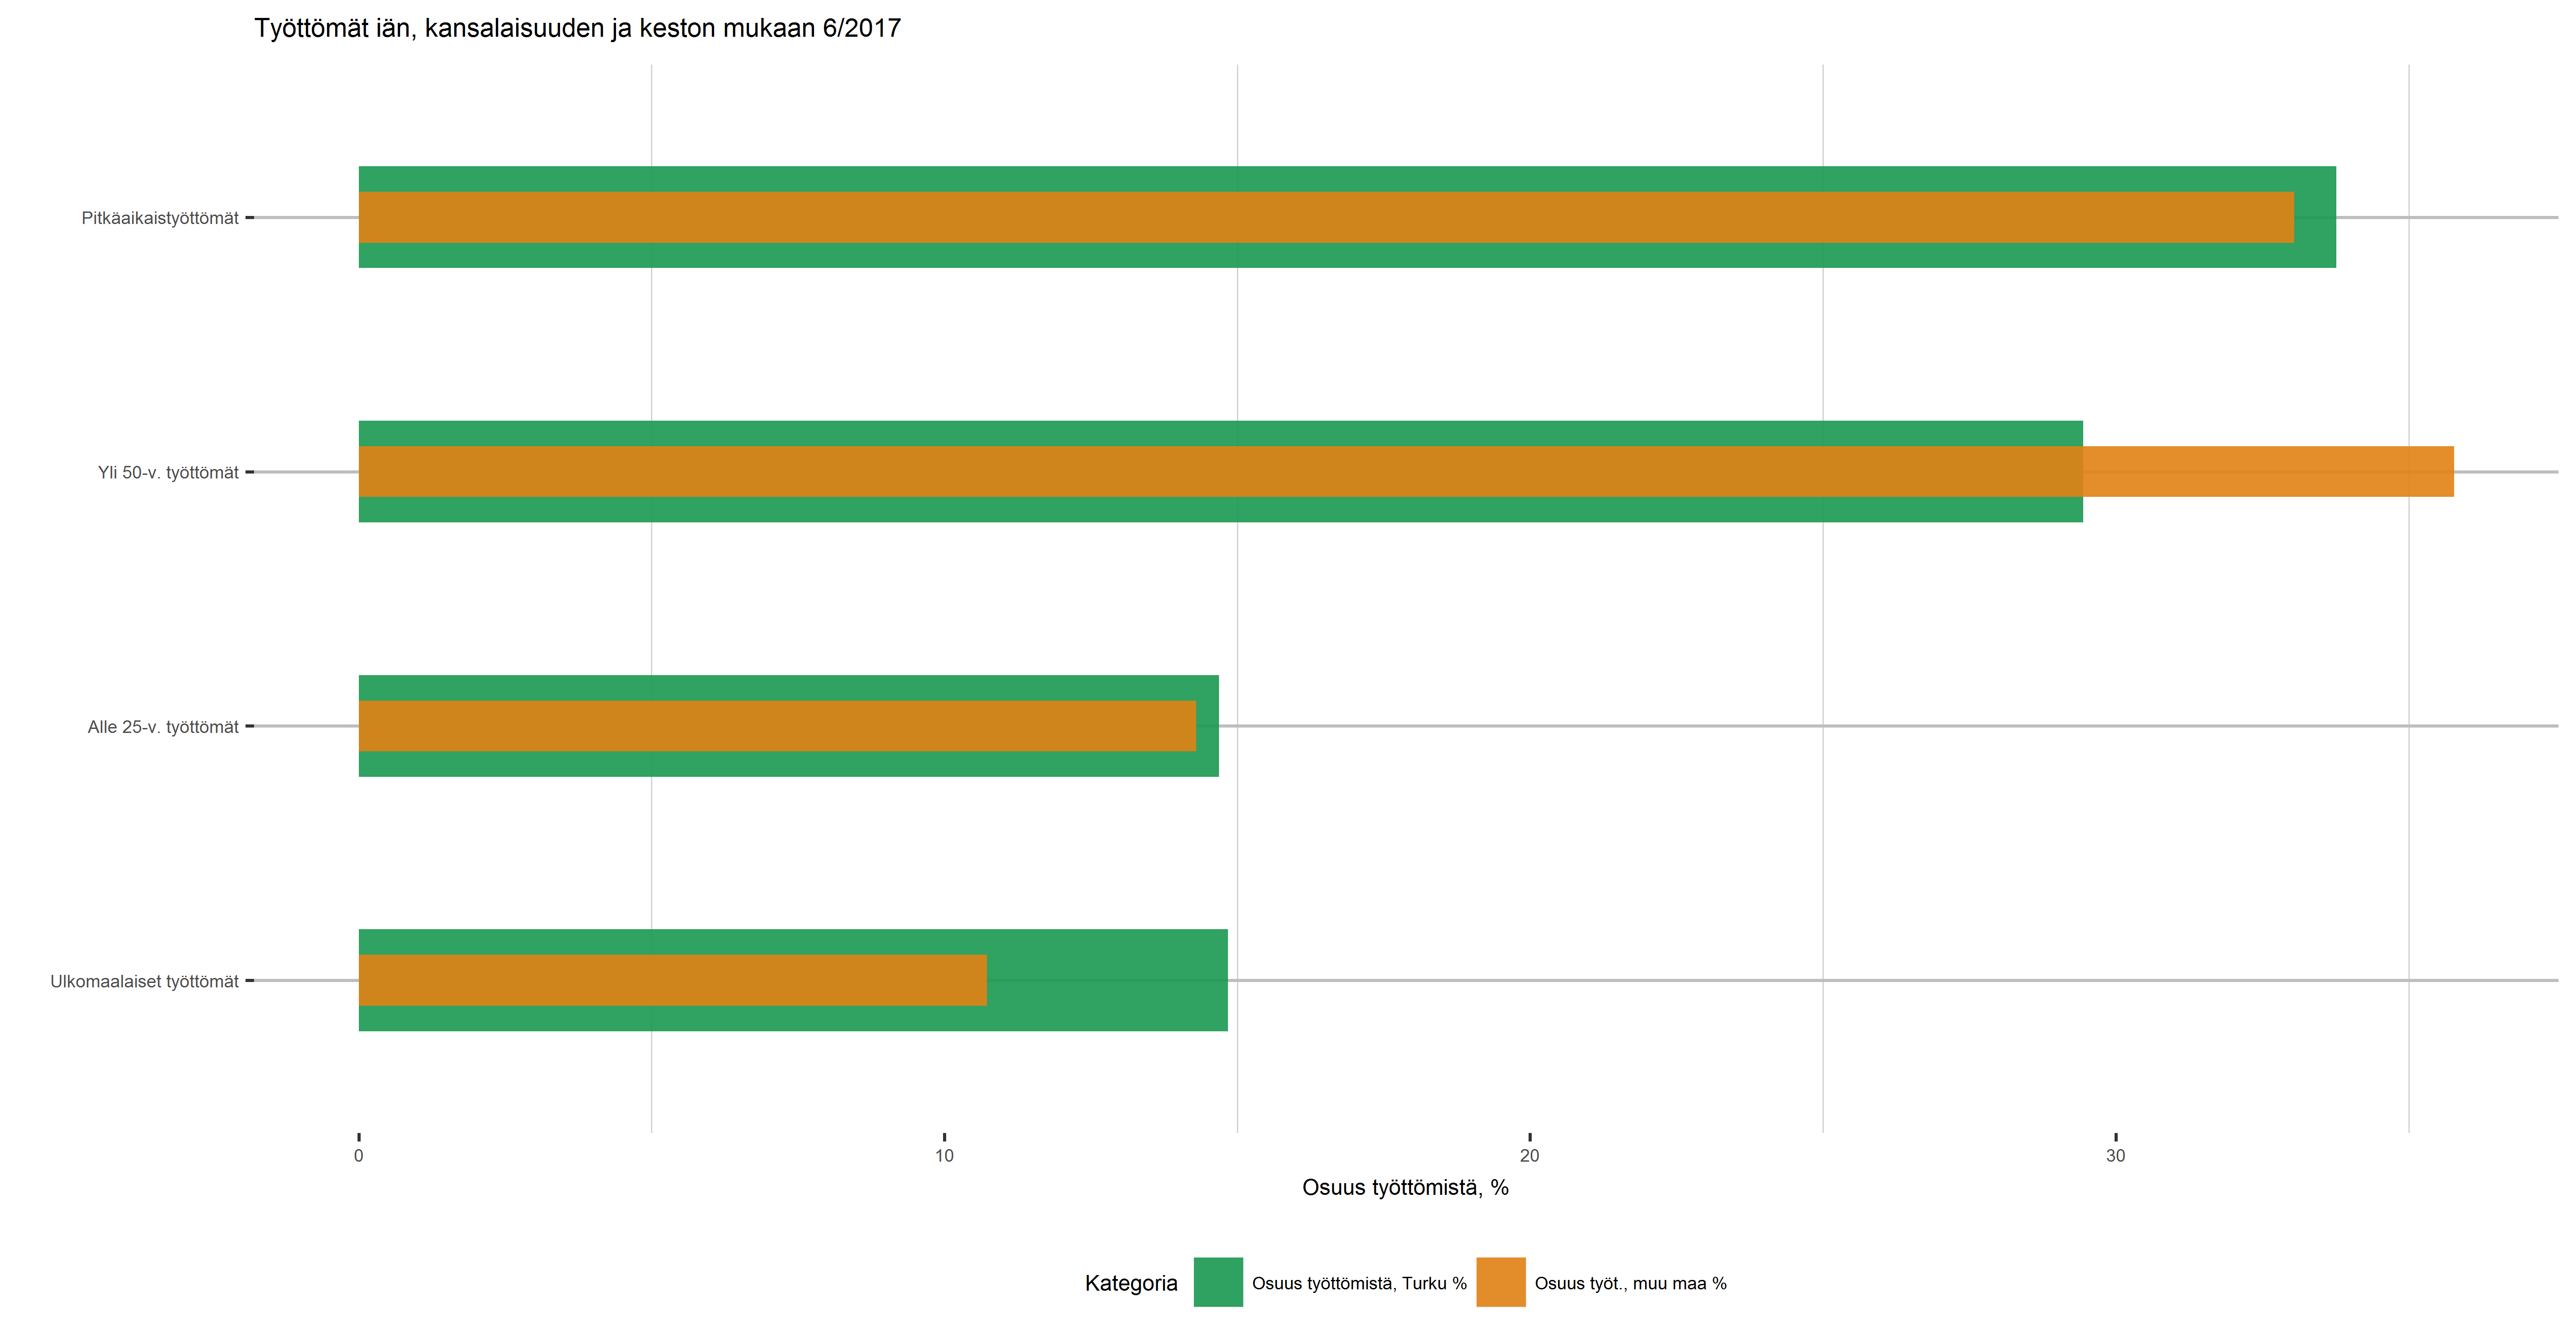 Työttömät iän, kansalaisuuden ja keston mukaan 6/2017
Pitkäaikaistyöttömät
Yli 50-v. työttömät
Alle 25-v. työttömät
Ulkomaalaiset työttömät
0 10 20 30
Osuus työttömistä, %
Kategoria Osuus työttömistä, Turku % Osuus työt., muu maa %